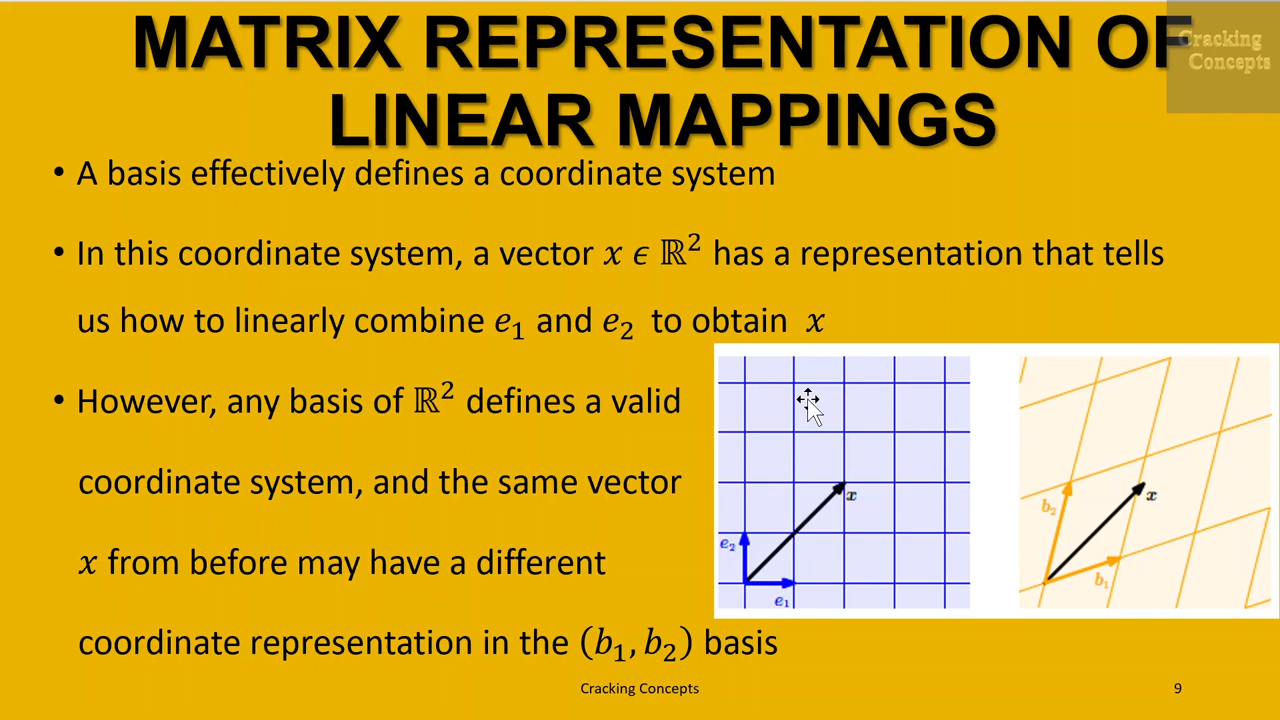 MATRIX REPRESENTATION OF
LINEAR MAPPINGS
Cracking
Concepts
• A basis effectively defines a coordinate system
• In this coordinate system, a vector 𝑥 𝜖 ℝ² has a representation that tells
us how to linearly combine 𝑒₁ and 𝑒₂ to obtain 𝑥
• However, any basis of ℝ² defines a valid
coordinate system, and the same vector
𝑥 from before may have a different
coordinate representation in the (𝑏₁, 𝑏₂) basis
x
e₂
e₁
x
b₂
b₁
Cracking Concepts
9